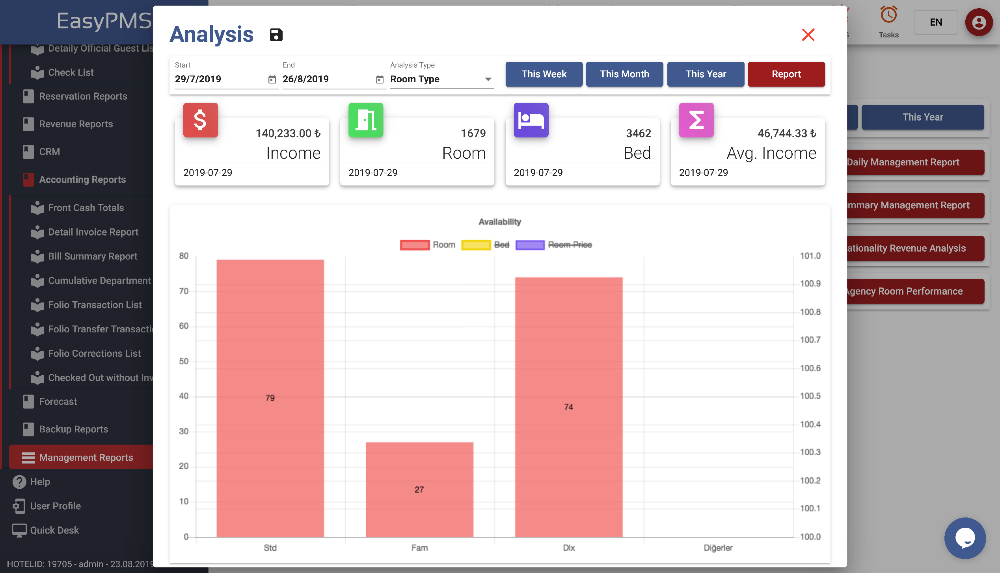 EasyPMS
Tasks
EN
Detaily Official Guest Lis
Check List
Reservation Reports
Revenue Reports
CRM
Accounting Reports
Front Cash Totals
Detail Invoice Report
Bill Summary Report
Cumulative Department
Folio Transaction List
Folio Transfer Transacti
Folio Corrections List
Checked Out without Inv
Forecast
Backup Reports
Management Reports
Help
User Profile
Quick Desk
HOTELID: 19705 - admin - 23.08.2019
Analysis
Start
29/7/2019
End
26/8/2019
Analysis Type
Room Type
This Week
This Month
This Year
Report
140,233.00 ₺
Income
2019-07-29
1679
Room
2019-07-29
3462
Bed
2019-07-29
46,744.33 ₺
Avg. Income
2019-07-29
Availability
Room Bed Room Price
80
70
60
50
40
30
20
10
0
79
27
74
Std Fam Dlx Diğerler
101.0
100.9
100.8
100.7
100.6
100.5
100.4
100.3
100.2
100.1
100.0
This Year
Daily Management Report
mmary Management Report
ationality Revenue Analysis
Agency Room Performance